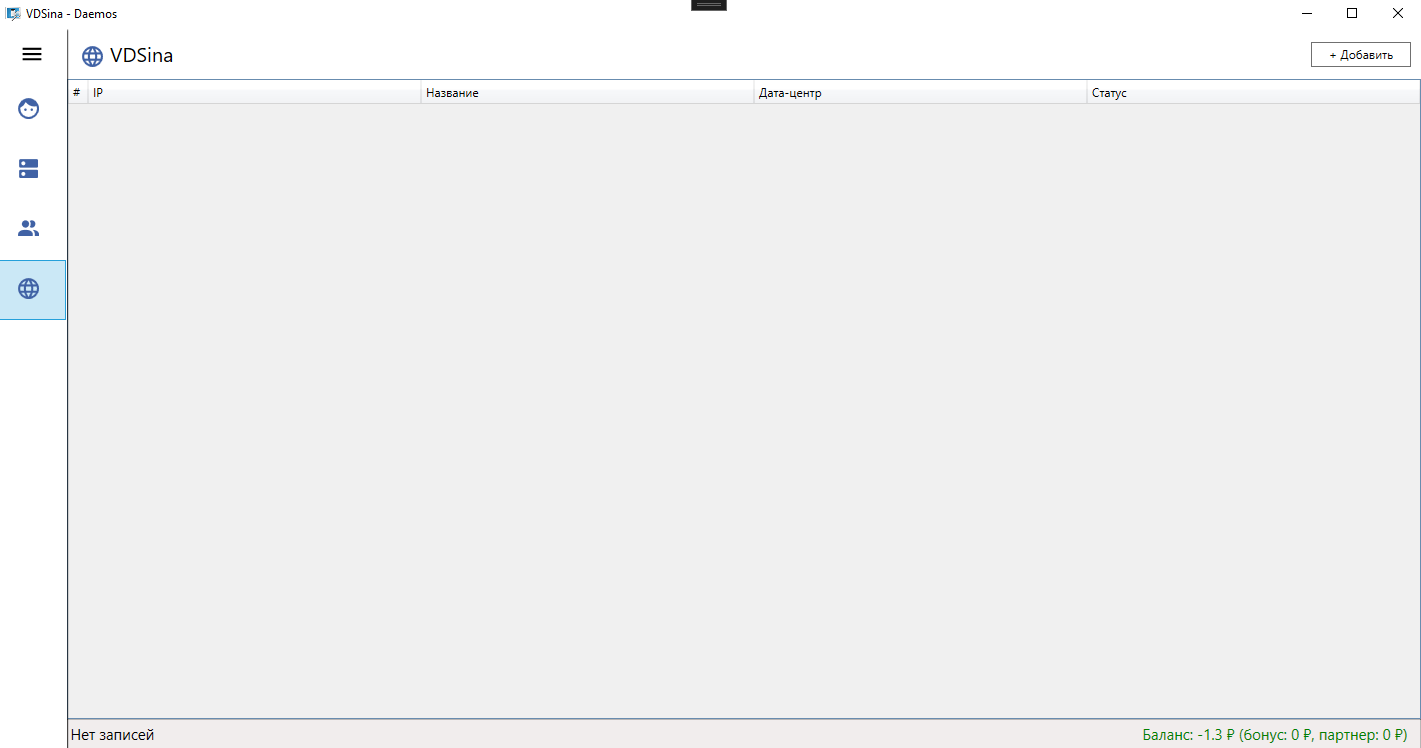 VDSina - Daemos
VDSina
+ Добавить
# IP Название Дата-центр Статус
Нет записей
Баланс: -1.3 ₽ (бонус: 0 ₽, партнер: 0 ₽)